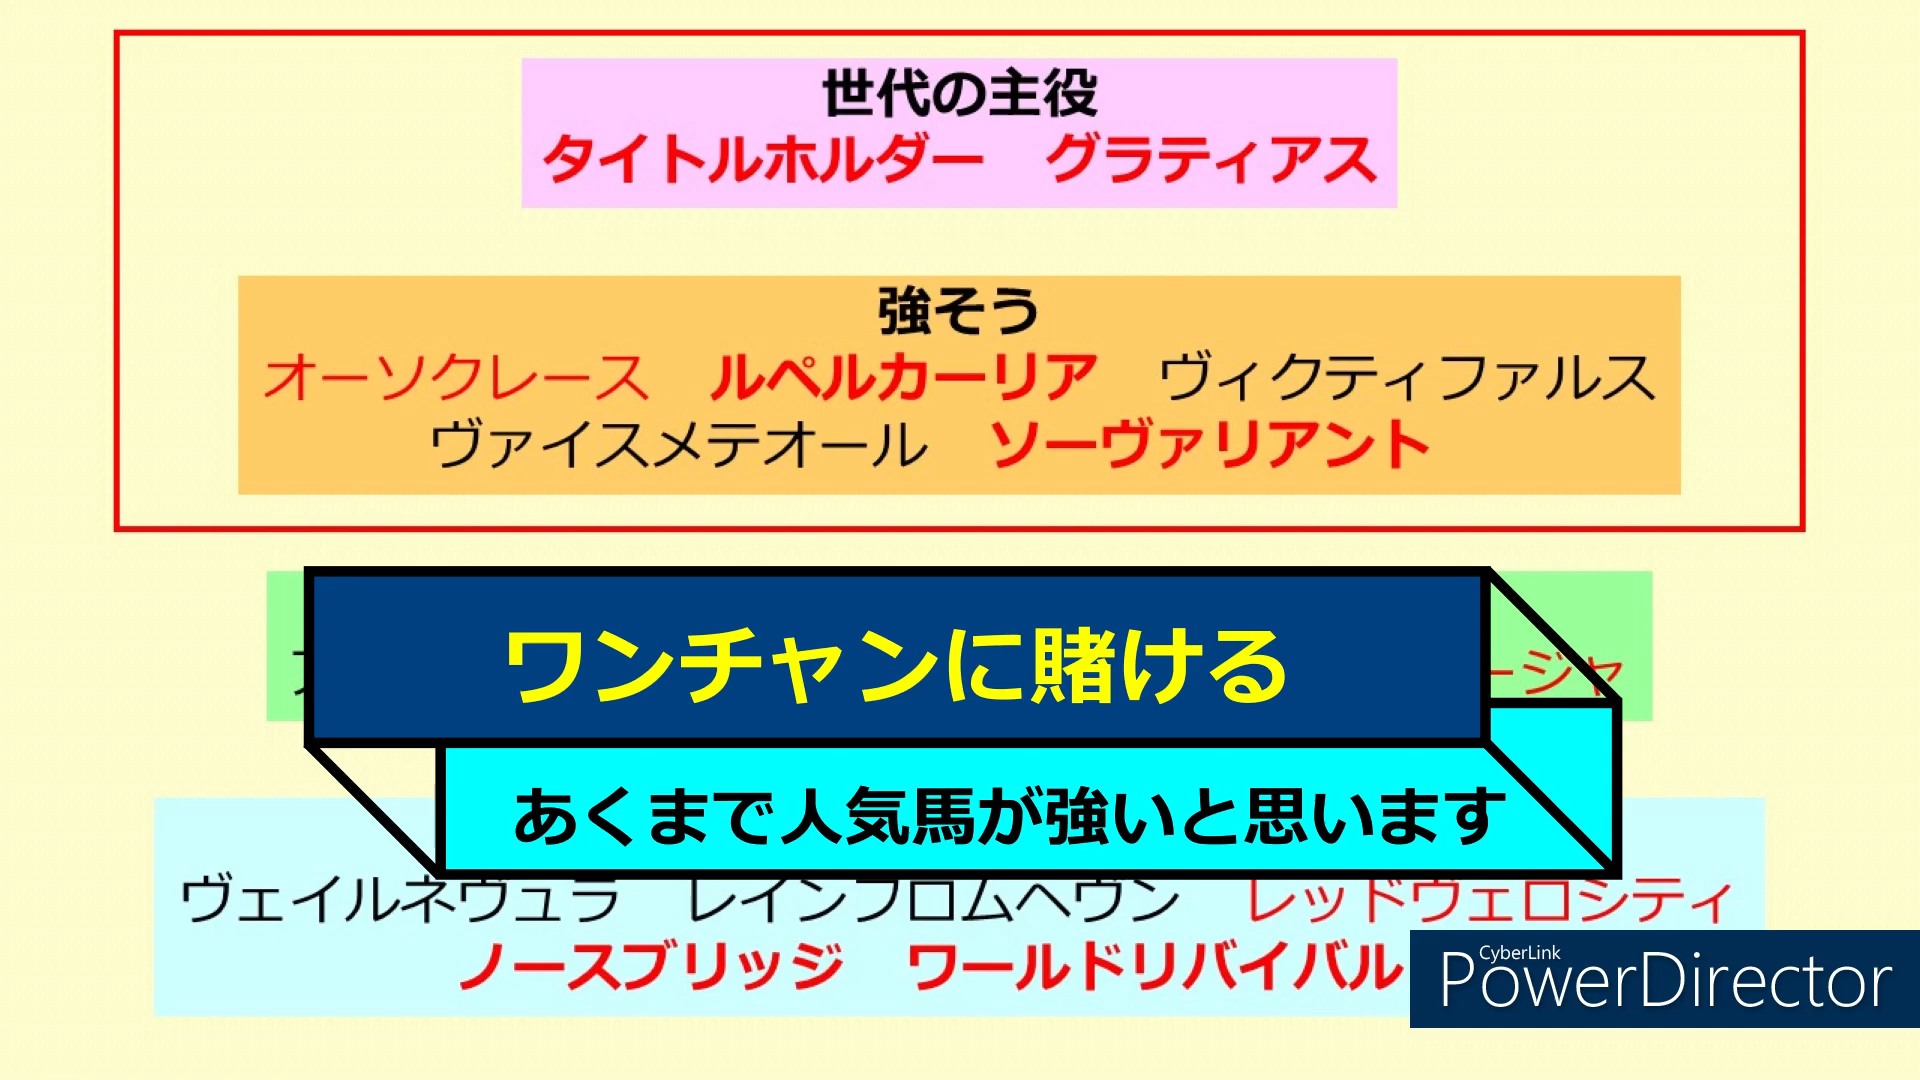 世代の主役
タイトルホルダー　グラティアス
強そう
オーソクレース　ルペルカーリア　ヴィクティファルス
ヴァイスメテオール　ソーヴァリアント
ージャ
ワンチャンに賭ける
あくまで人気馬が強いと思います
ヴェイルネヴュラ　レインフロムヘヴン　レッドヴェロシティ
ノースブリッジ　ワールドリバイバル
CyberLink
PowerDirector